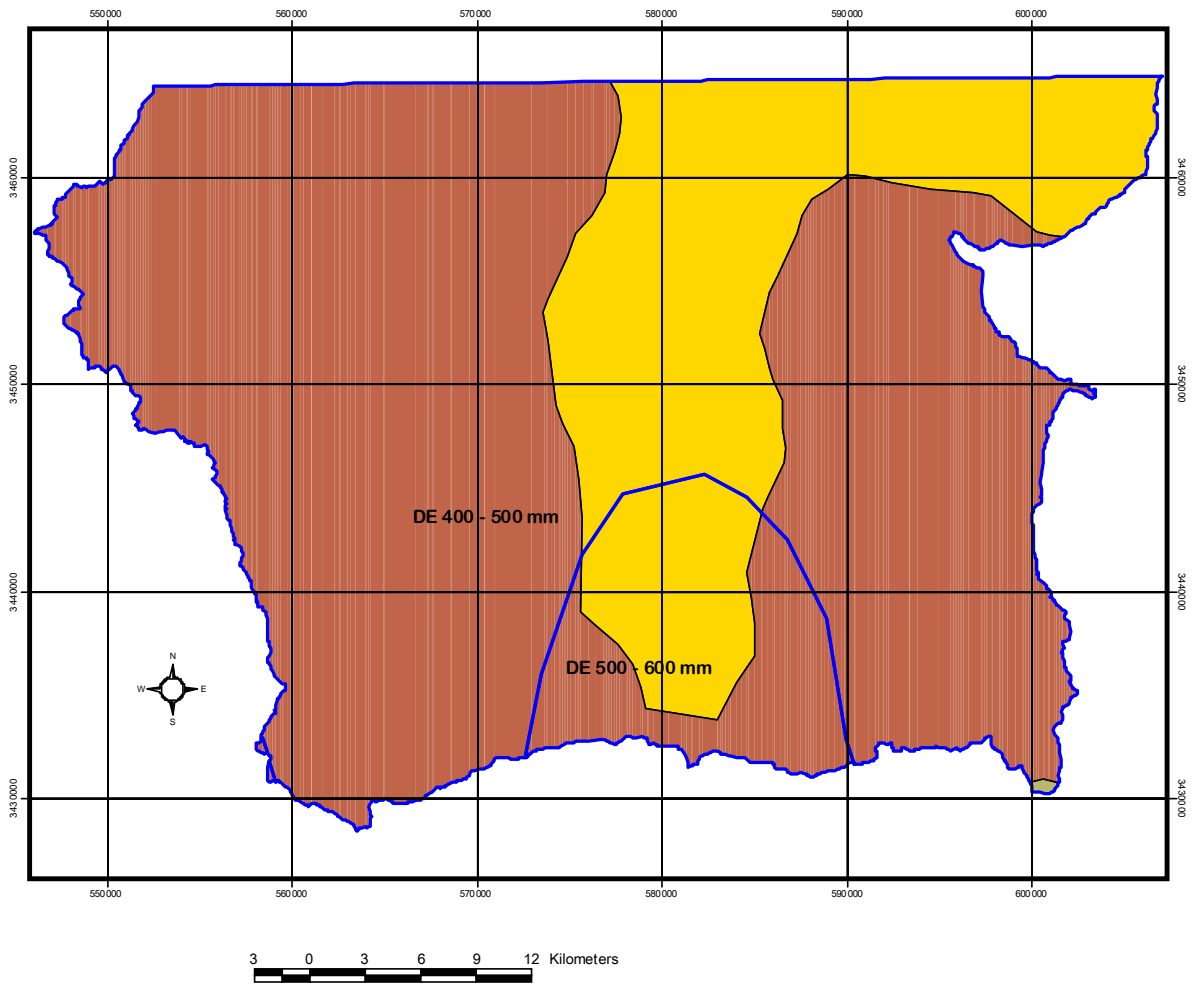 550000 560000 570000 580000 590000 600000
3460000 3460000
3450000 3450000
DE 400 - 500 mm
3440000 3440000
N
W E
S
DE 500 - 600 mm
3430000 3430000
550000 560000 570000 580000 590000 600000
3 0 3 6 9 12 Kilometers